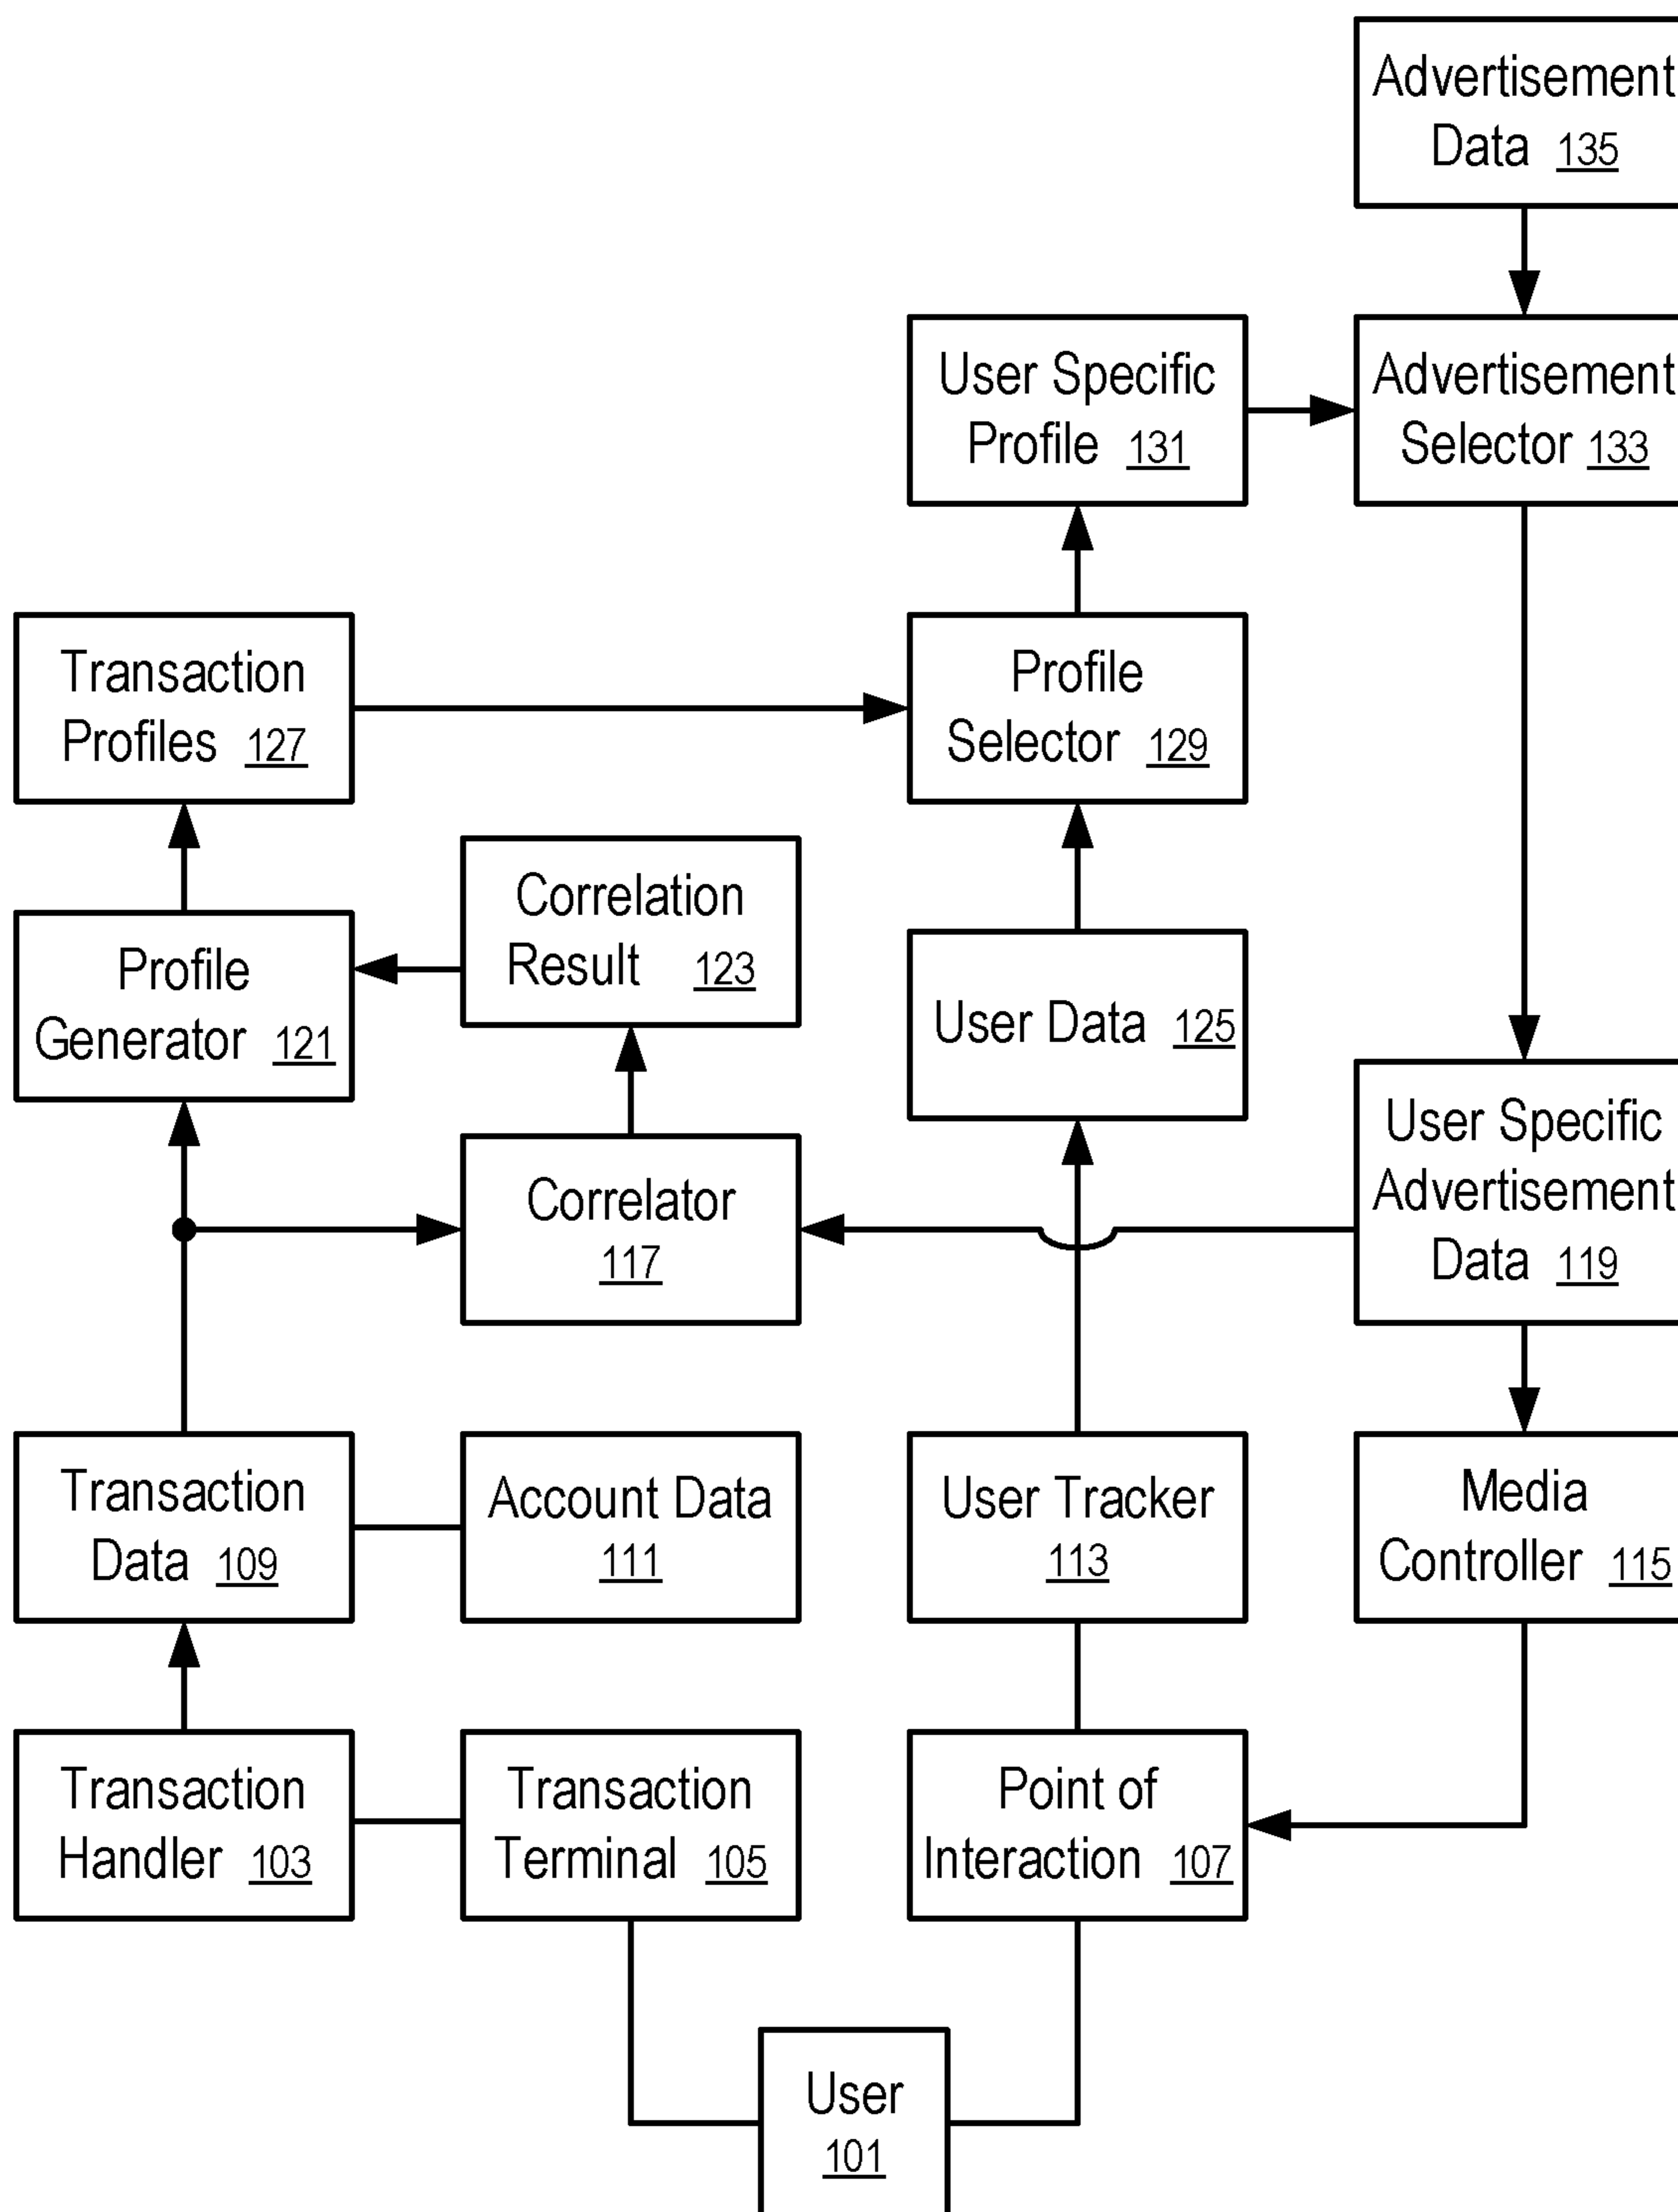 Advertisement
Data 135
User Specific
Profile 131
Advertisement
Selector 133
Transaction
Profiles 127
Profile
Selector 129
Correlation
Result 123
Profile
Generator 121
User Data 125
User Specific
Advertisement
Data 119
Correlator
117
Transaction
Data 109
Account Data
111
User Tracker
113
Media
Controller 115
Transaction
Handler 103
Transaction
Terminal 105
Point of
Interaction 107
User
101